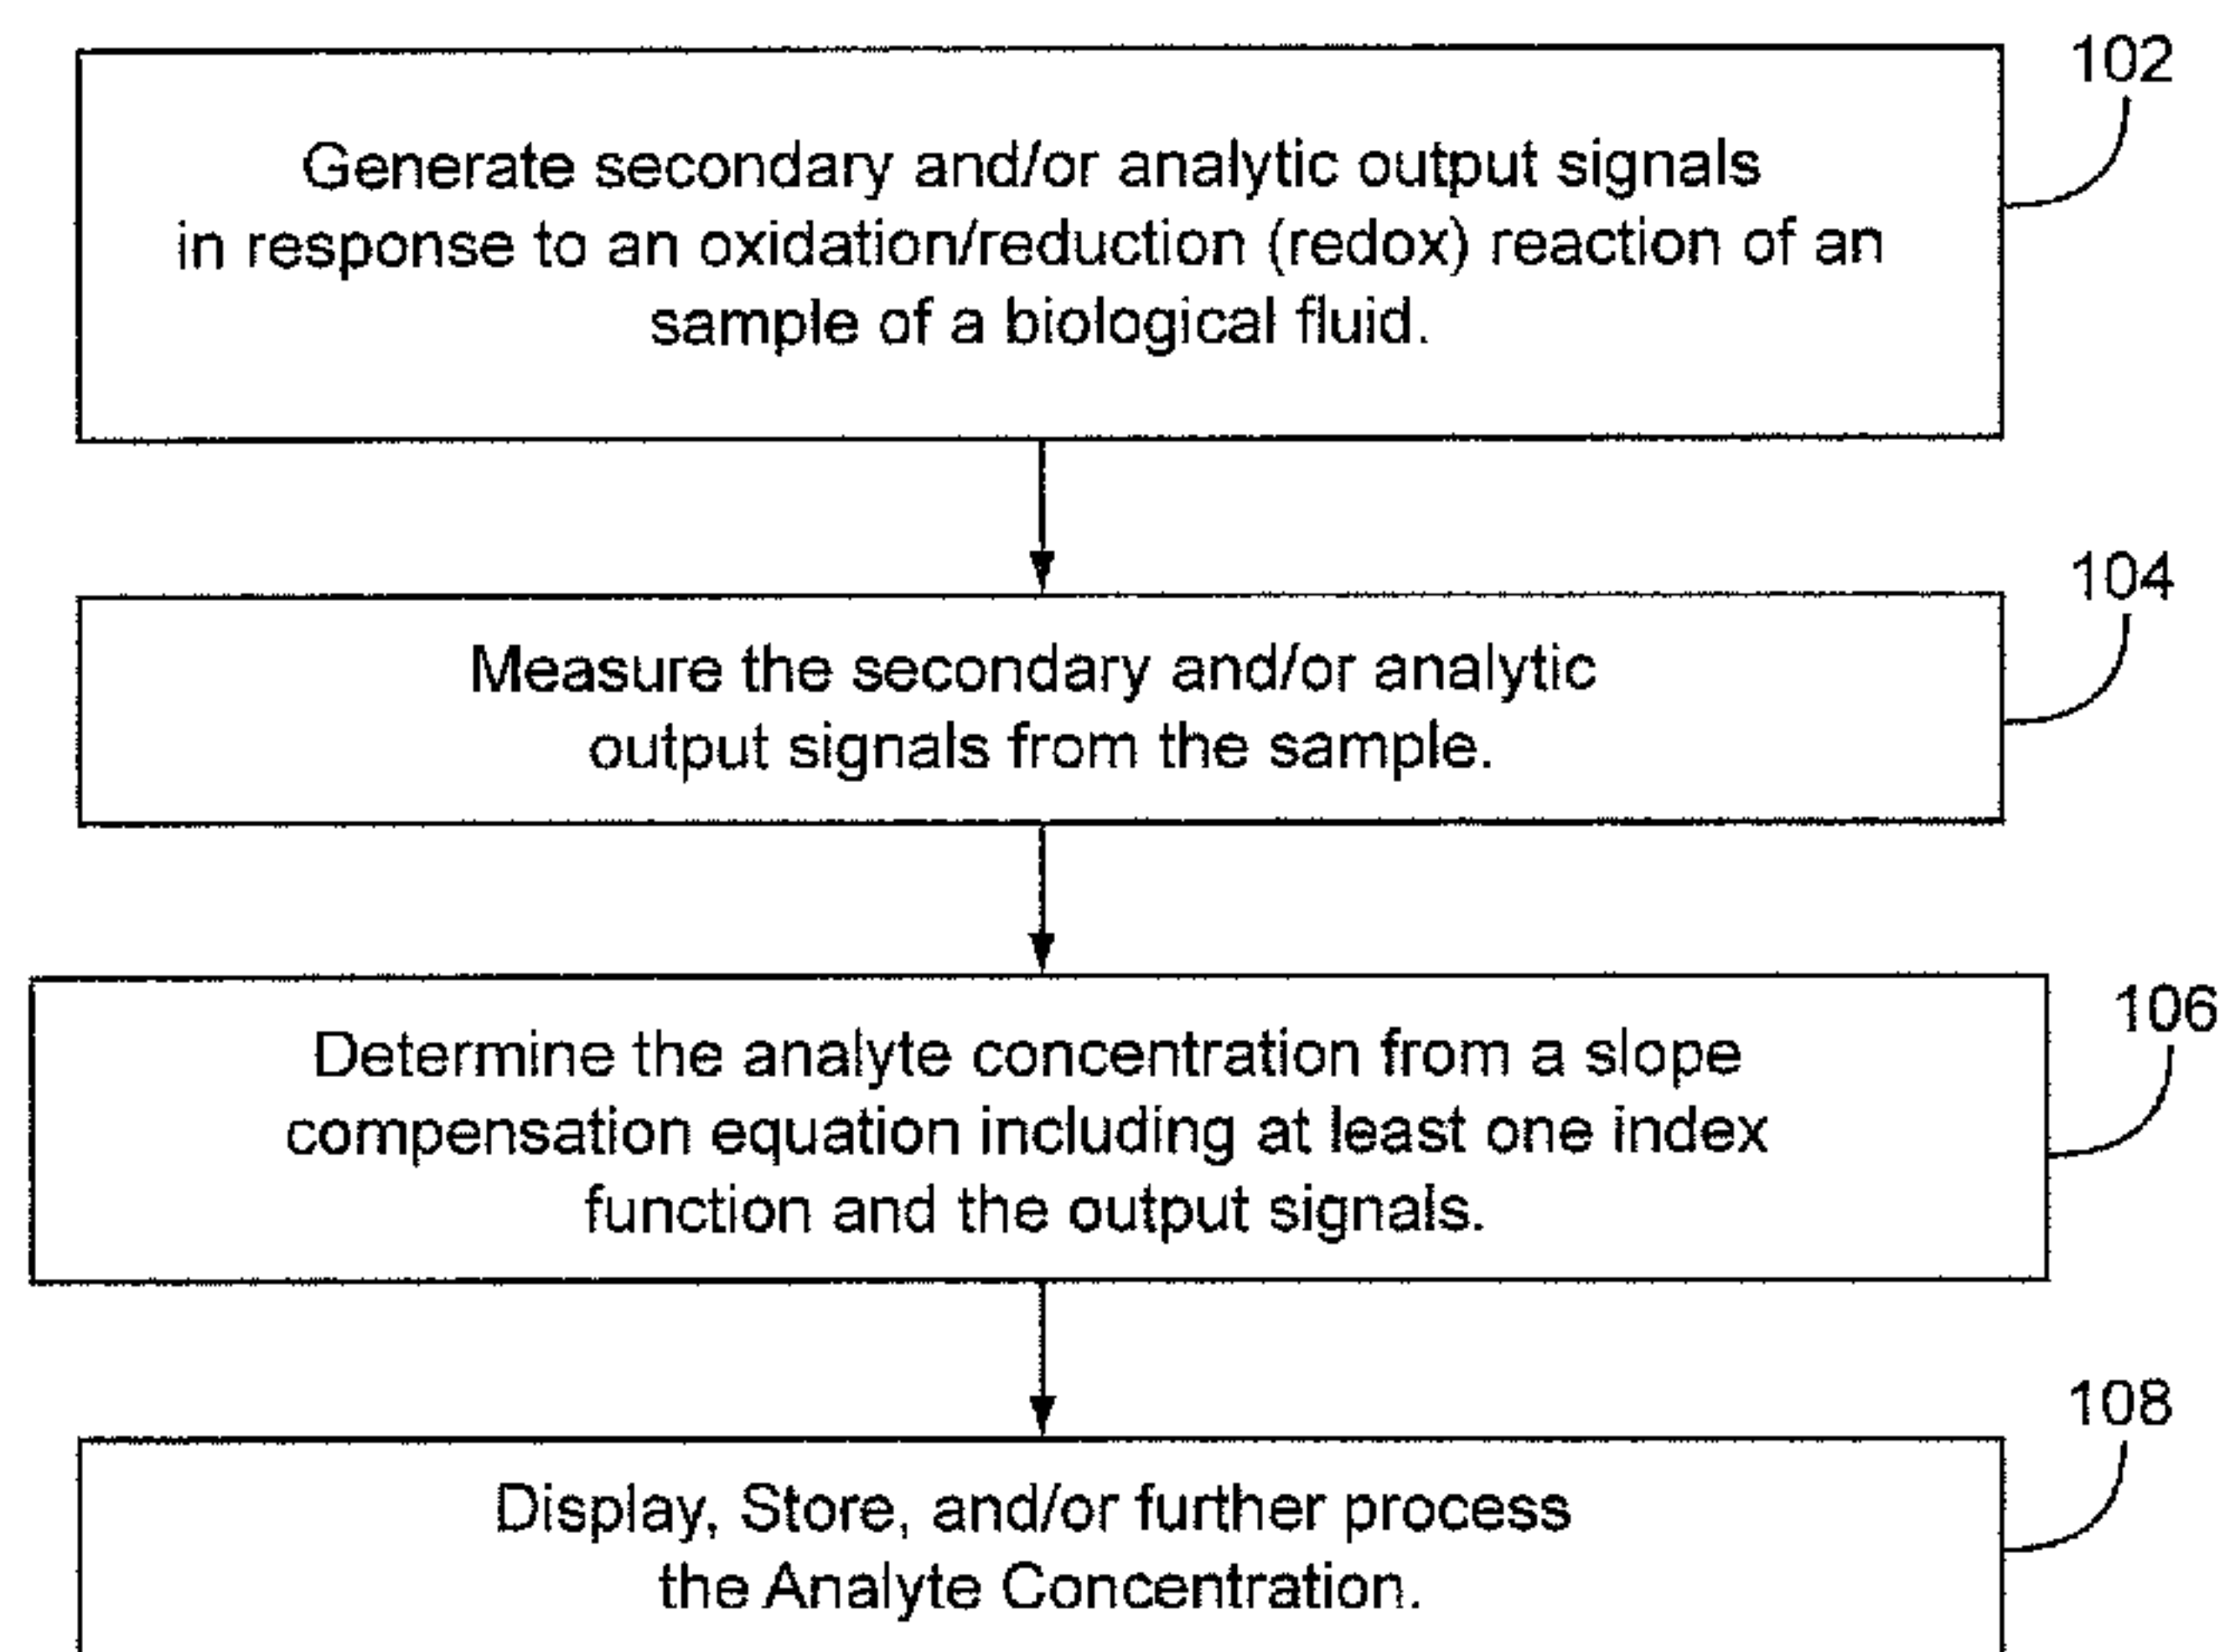 102
Generate secondary and/or analytic output signals
in response to an oxidation/reduction (redox) reaction of an
sample of a biological fluid.
104
Measure the secondary and/or analytic
output signals from the sample.
106
Determine the analyte concentration from a slope
compensation equation including at least one index
function and the output signals.
108
Display, Store, and/or further process
the Analyte Concentration.